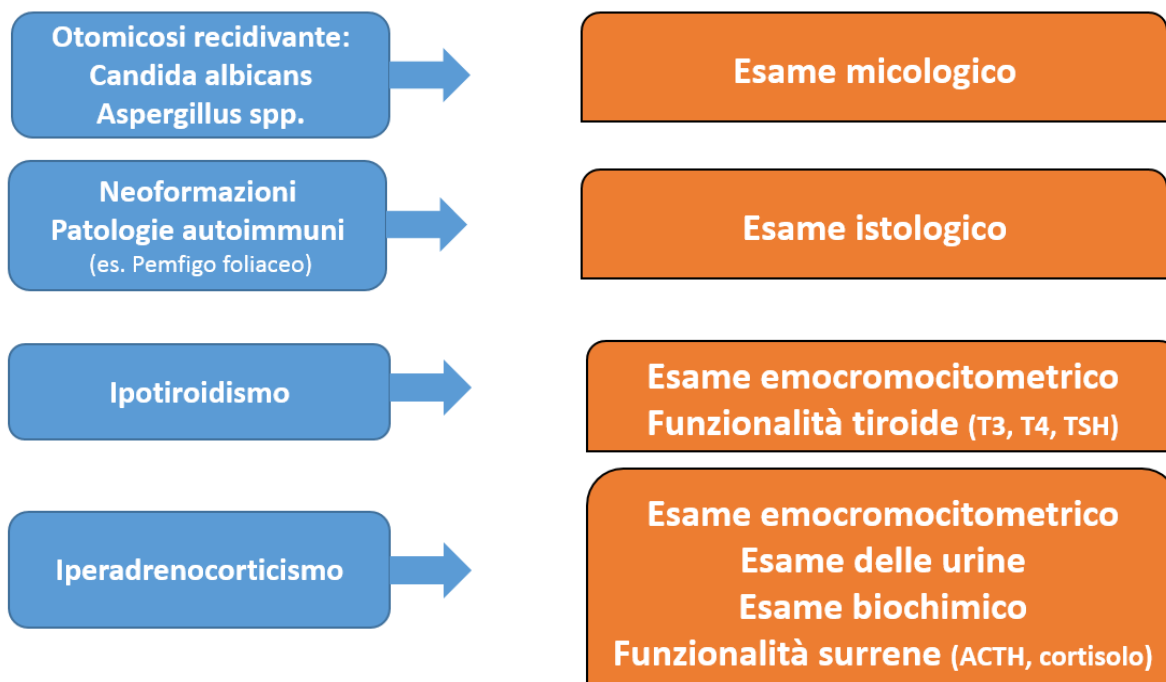 Otomicosi recidivante:
Candida albicans
Aspergillus spp.
Esame micologico
Neoformazioni
Patologie autoimmuni
(es. Pemfigo foliaceo)
Esame istologico
Ipotiroidismo
Esame emocromocitometrico
Funzionalità tiroide (T3, T4, TSH)
Iperadrenocorticismo
Esame emocromocitometrico
Esame delle urine
Esame biochimico
Funzionalità surrene (ACTH, cortisolo)